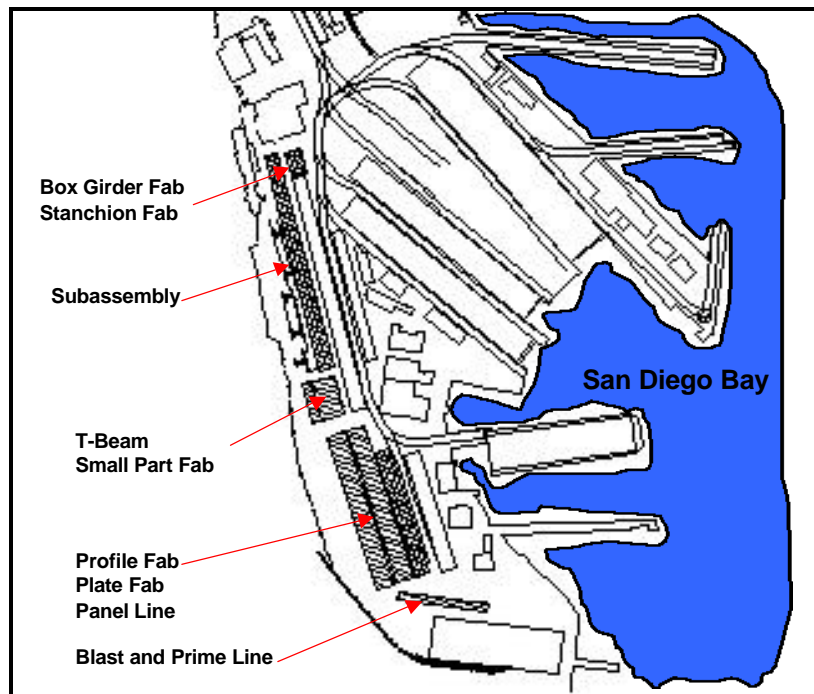 Box Girder Fab
Stanchion Fab
Subassembly
San Diego Bay
T-Beam
Small Part Fab
Profile Fab
Plate Fab
Panel Line
Blast and Prime Line